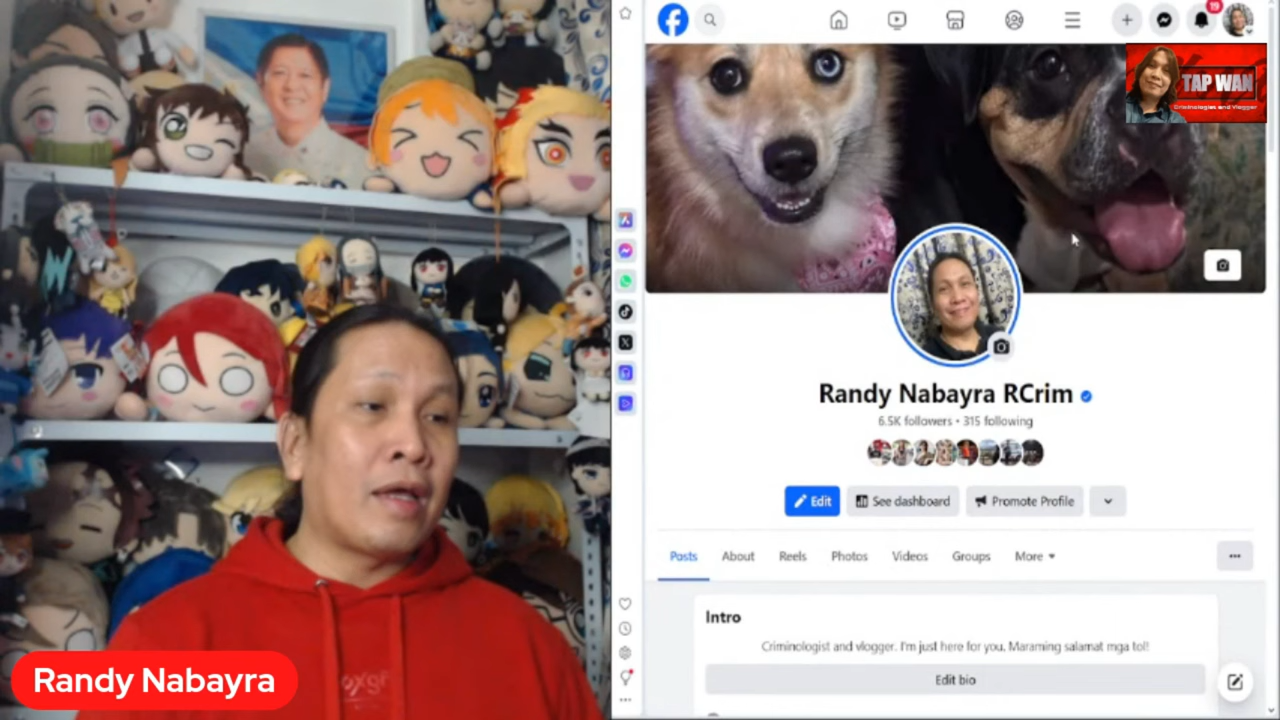 19
TAP WAN
Criminologies and Vlogger
Randy Nabayra RCrim
6.5K followers • 315 following
Edit
See dashboard
Promote Profile
Posts
About
Reels
Photos
Videos
Groups
More
Intro
Criminologist and vlogger. I'm just here for you. Maraming salamat mga tol!
Edit bio
Randy Nabayra